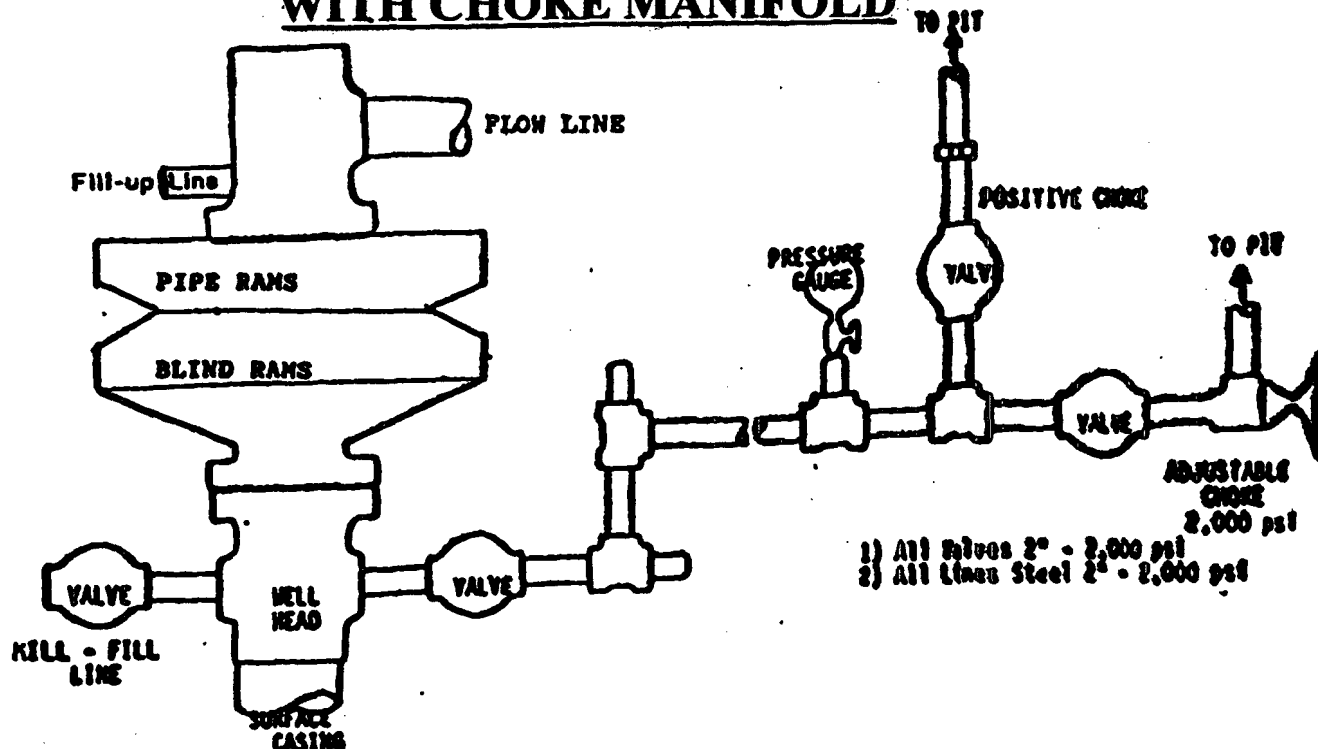 WITH CHOKE MANIFOLD
TO PIT
FLOW LINE
Fill-up Line
POSITIVE CHOKE
PIPE RAMS
PRESSURE
GAUGE
VALVE
TO PIT
BLIND RAMS
VALVE
ADJUSTABLE
CHOKE
2,000 psi
1) All Valves 2" - 2,000 psi
2) All Lines Steel 2" - 2,000 psi
VALVE
WELL
HEAD
VALVE
KILL - FILL
LINE
SURFACE
CASING